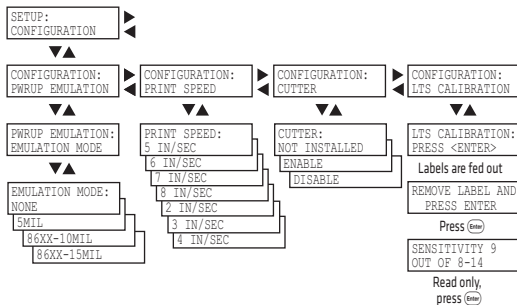 SETUP:
CONFIGURATION
CONFIGURATION:
PWRUP EMULATION
CONFIGURATION:
PRINT SPEED
CONFIGURATION:
CUTTER
CONFIGURATION:
LTS CALIBRATION
PWRUP EMULATION:
EMULATION MODE
EMULATION MODE:
NONE
5MIL
86XX-10MIL
86XX-15MIL
PRINT SPEED:
5 IN/SEC
6 IN/SEC
7 IN/SEC
8 IN/SEC
2 IN/SEC
3 IN/SEC
4 IN/SEC
CUTTER:
NOT INSTALLED
ENABLE
DISABLE
LTS CALIBRATION:
PRESS <ENTER>
Labels are fed out
REMOVE LABEL AND
PRESS ENTER
Press Enter
SENSITIVITY 9
OUT OF 8-14
Read only,
press Enter